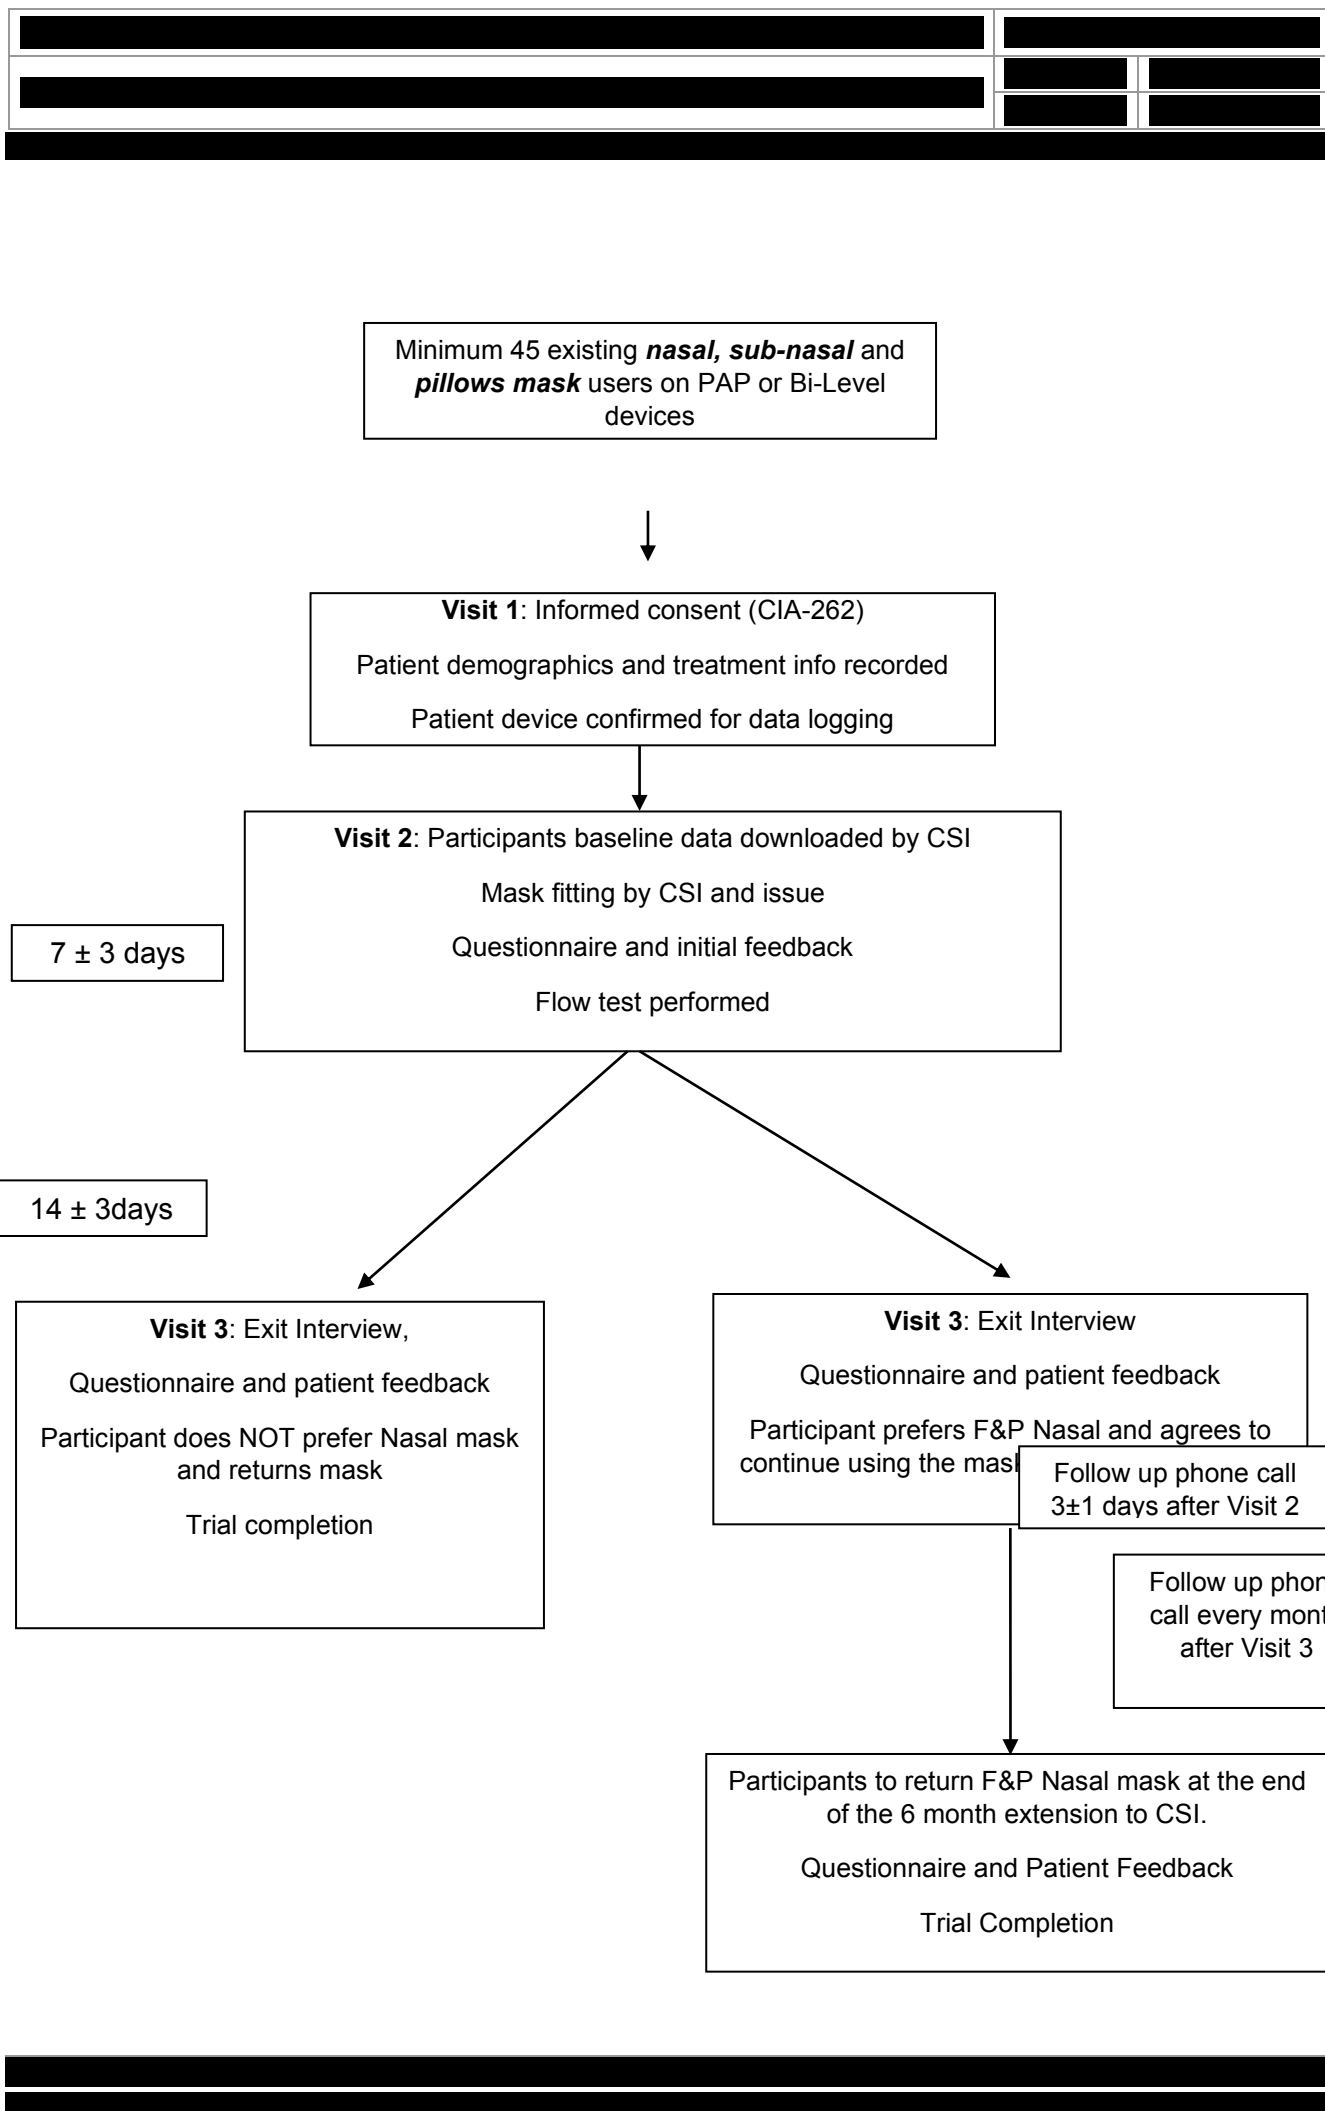 Minimum 45 existing nasal, sub-nasal and
pillows mask users on PAP or Bi-Level
devices
Visit 1: Informed consent (CIA-262)
Patient demographics and treatment info recorded
Patient device confirmed for data logging
Visit 2: Participants baseline data downloaded by CSI
Mask fitting by CSI and issue
Questionnaire and initial feedback
Flow test performed
7 ± 3 days
14 ± 3days
Visit 3: Exit Interview,
Questionnaire and patient feedback
Participant does NOT prefer Nasal mask
and returns mask
Trial completion
Visit 3: Exit Interview
Questionnaire and patient feedback
Participant prefers F&P Nasal and agrees to
continue using the mas
Follow up phone call
3±1 days after Visit 2
Follow up phon
call every mont
after Visit 3
Participants to return F&P Nasal mask at the end
of the 6 month extension to CSI.
Questionnaire and Patient Feedback
Trial Completion